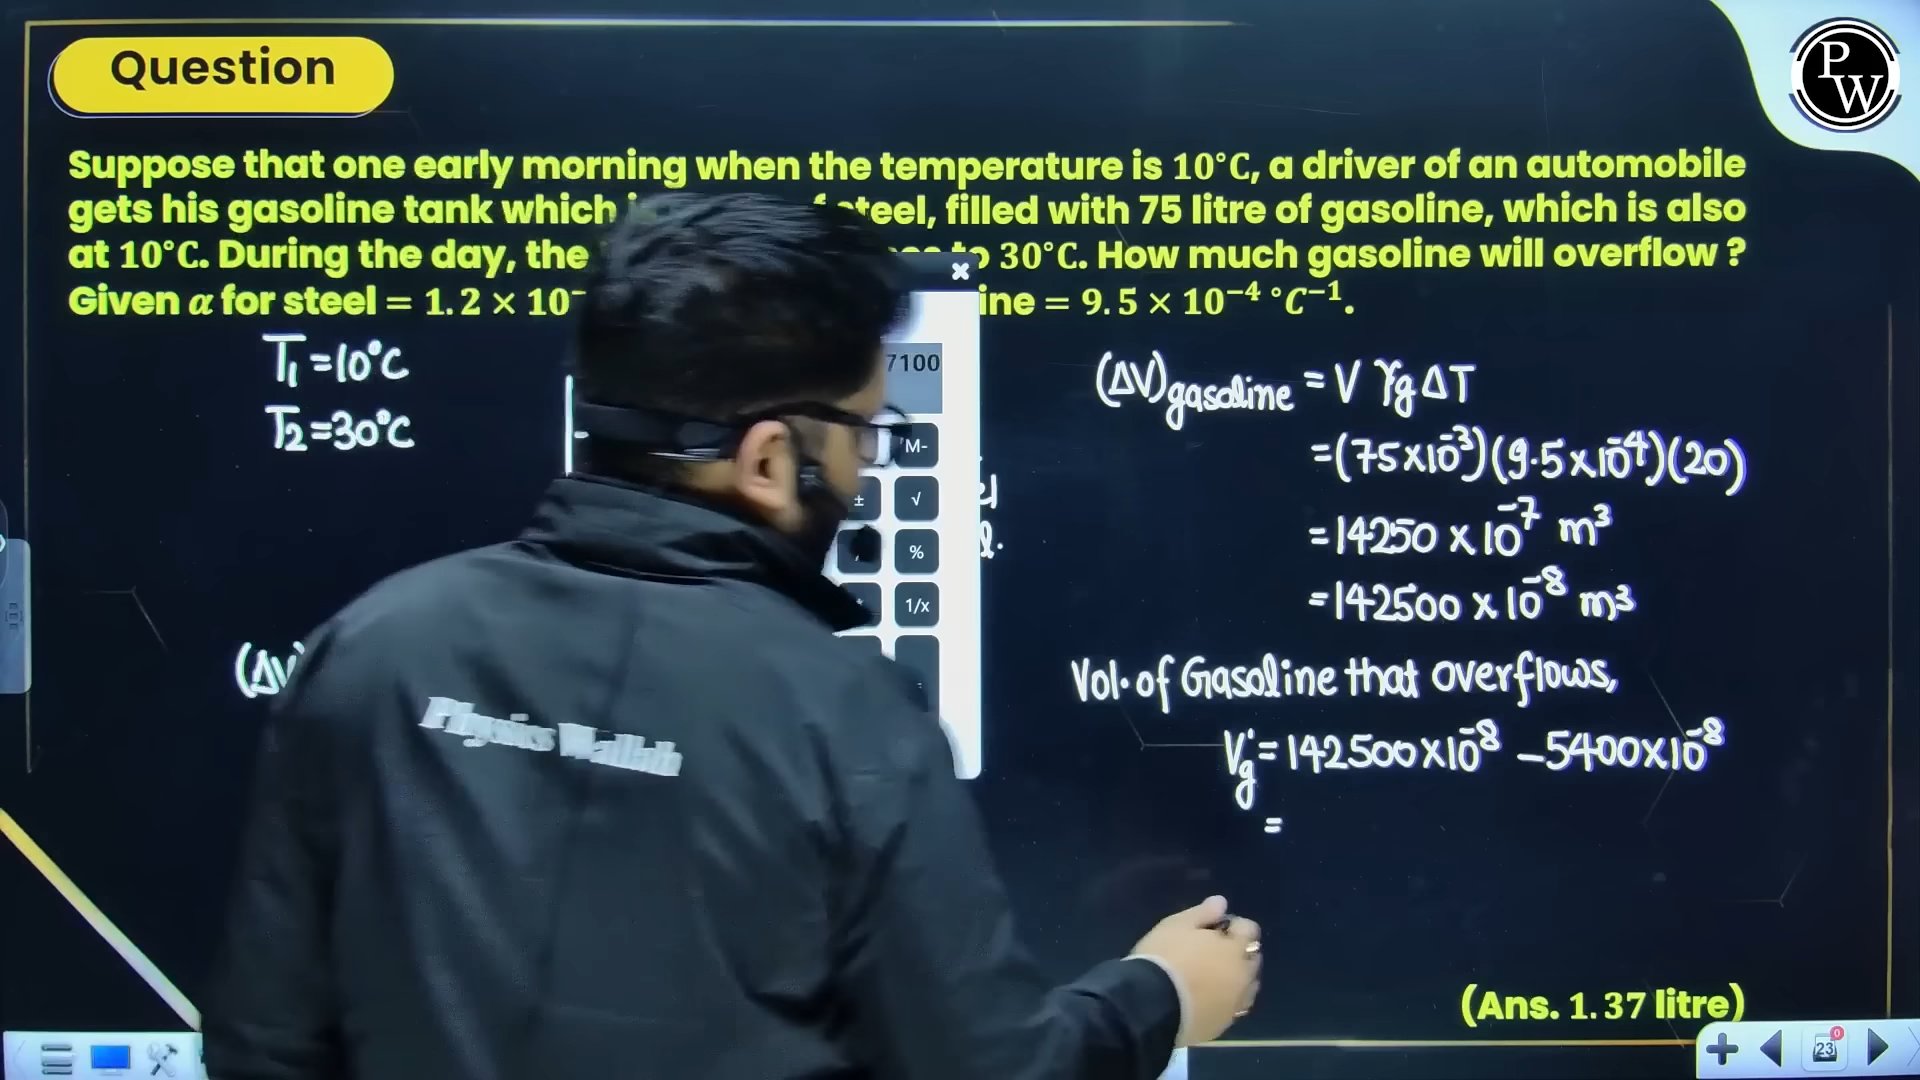 Question
P
W
Suppose that one early morning when the temperature is 10°C, a driver of an automobile
gets his gasoline tank which steel, filled with 75 litre of gasoline, which is also
at 10°C. During the day, the to 30°C. How much gasoline will overflow ?
Given α for steel = 1.2 × 10⁻ ine = 9.5 × 10⁻⁴ °C⁻¹.
T₁ = 10°C
T₂ = 30°C
7100
M-
± √
%
1/x
(ΔV)gasoline = V γg ΔT
= (75×10⁻³)(9.5×10⁻⁴)(20)
= 14250 × 10⁻⁷ m³
= 142500 × 10⁻⁸ m³
(ΔV
Vol. of Gasoline that overflows,
Vg' = 142500×10⁻⁸ – 5400×10⁻⁸
=
Physics Wallah
(Ans. 1.37 litre)
0
23